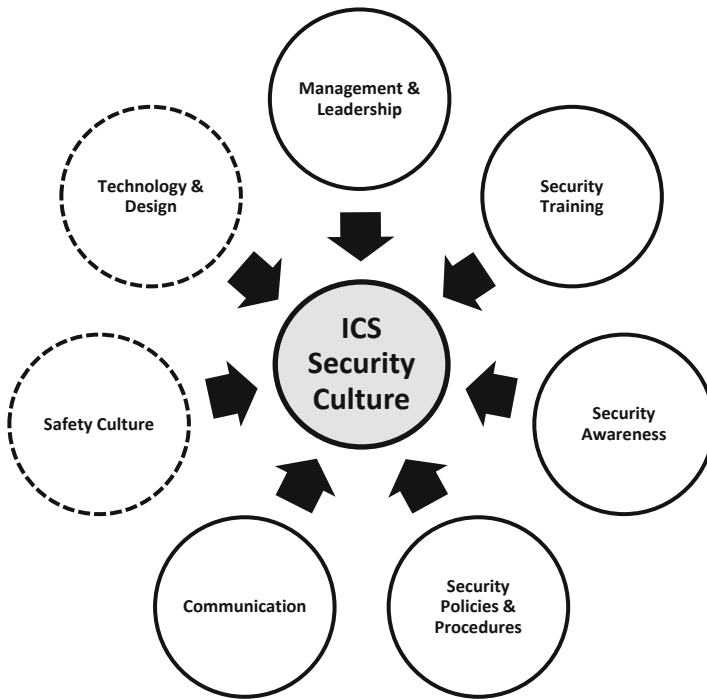 Management &
Leadership
Technology &
Design
Security
Training
ICS
Security
Culture
Safety Culture
Security
Awareness
Communication
Security
Policies &
Procedures